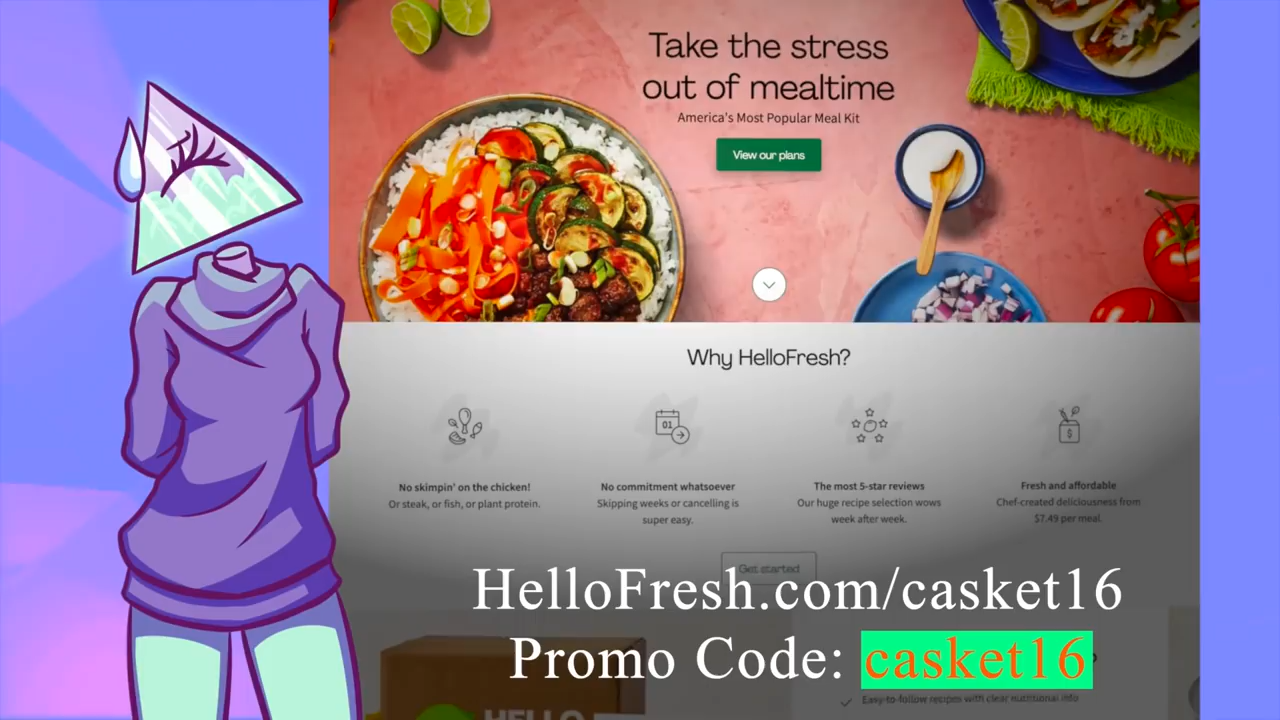 Take the stress
out of mealtime
America's Most Popular Meal Kit
View our plans
Why HelloFresh?
01
$
No skimpin' on the chicken!
Or steak, or fish, or plant protein.
No commitment whatsoever
Skipping weeks or cancelling is
super easy.
The most 5-star reviews
Our huge recipe selection wows
week after week.
Fresh and affordable
Chef-created deliciousness from
$7.49 per meal.
Get started
HelloFresh.com/casket16
Promo Code: casket16
Easy-to-follow recipes with clear nutritional info
HELLO